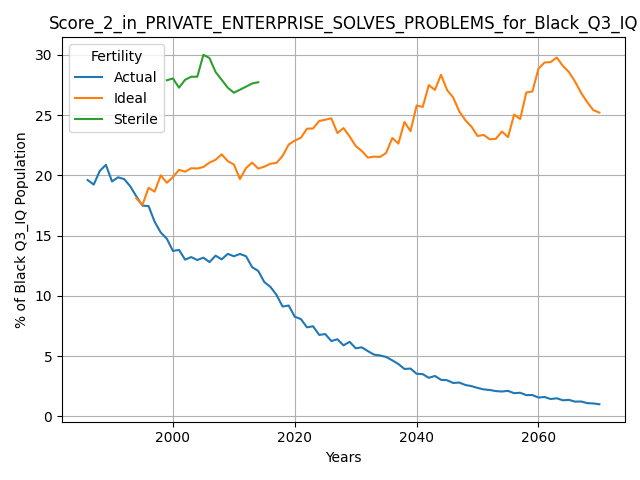 Score_2_in_PRIVATE_ENTERPRISE_SOLVES_PROBLEMS_for_Black_Q3_IQ
% of Black Q3_IQ Population
30
25
20
15
10
5
0
Fertility
Actual
Ideal
Sterile
2000 2020 2040 2060
Years